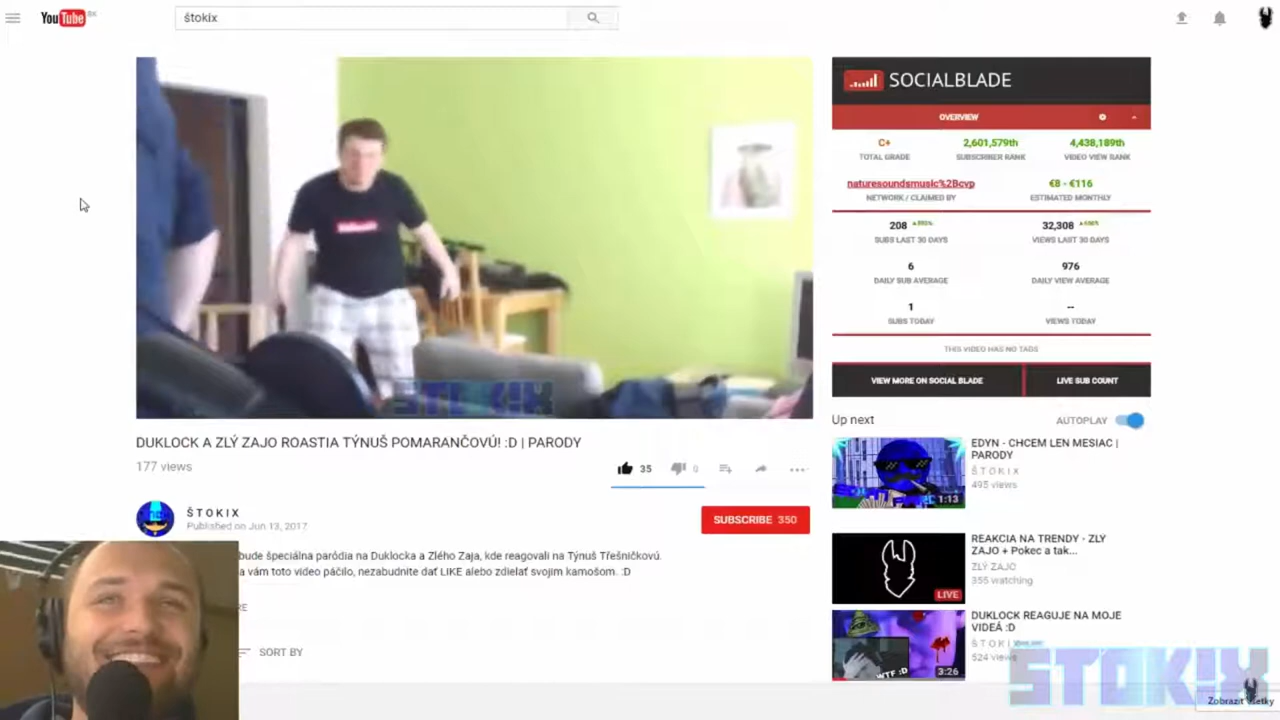 YouTube SK
štokix
STOKIX
SOCIALBLADE
OVERVIEW
C+
2,601,579th
4,438,189th
TOTAL GRADE
SUBSCRIBER RANK
VIDEO VIEW RANK
naturesoundsmusic%2Bcvp
€8 - €116
NETWORK / CLAIMED BY
ESTIMATED MONTHLY
208
32,308
SUBS LAST 30 DAYS
VIEWS LAST 30 DAYS
6
976
DAILY SUB AVERAGE
DAILY VIEW AVERAGE
1
--
SUBS TODAY
VIEWS TODAY
THIS VIDEO HAS NO TAGS
VIEW MORE ON SOCIAL BLADE
LIVE SUB COUNT
DUKLOCK A ZLÝ ZAJO ROASTIA TÝNUŠ POMARANČOVÚ! :D | PARODY
177 views
35
0
ŠTOKIX
Published on Jun 13, 2017
SUBSCRIBE 350
bude špeciálna paródia na Duklocka a Zlého Zaja, kde reagovali na Týnuš Třešničkovú.
a vám toto video páčilo, nezabudnite dať LIKE alebo zdielať svojim kamošom. :D
RE
SORT BY
Up next
AUTOPLAY
EDYN - CHCEM LEN MESIAC |
PARODY
ŠTOKIX
495 views
1:13
REAKCIA NA TRENDY - ZLY
ZAJO + Pokec a tak...
ZLÝ ZAJO
355 watching
LIVE
DUKLOCK REAGUJE NA MOJE
VIDEÁ :D
ŠTOKIX
524 views
WTF :D
3:26
STOKIX
Zobraziť všetky